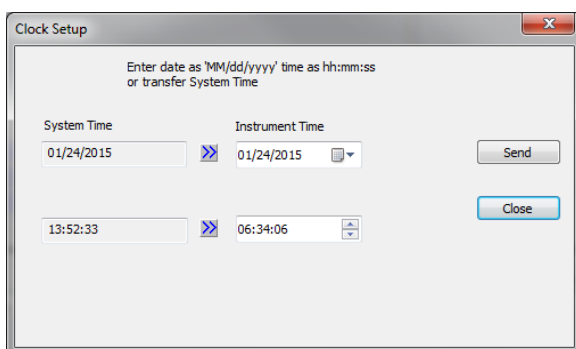 Clock Setup
Enter date as 'MM/dd/yyyy' time as hh:mm:ss
or transfer System Time
System Time Instrument Time
01/24/2015 >> 01/24/2015 Send
Close
13:52:33 >> 06:34:06